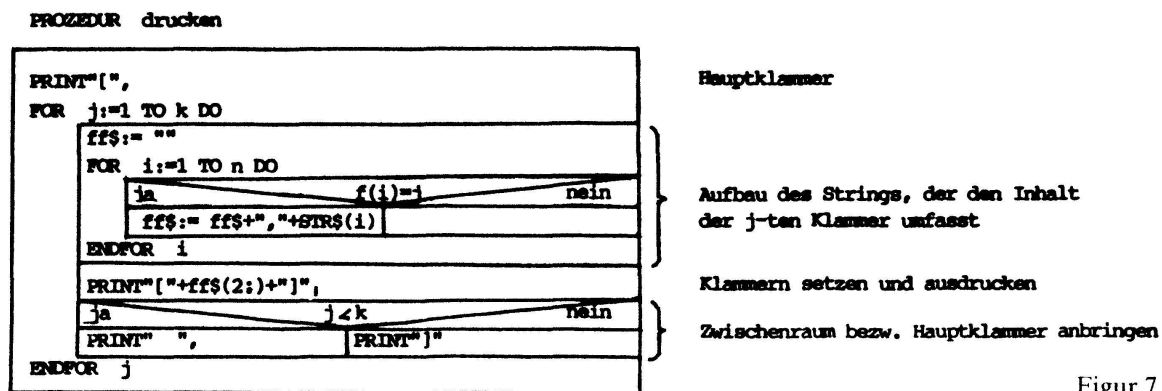 PROZEDUR drucken
PRINT"[",
Hauptklammer
FOR j:=1 TO k DO
ff$:= ""
FOR i:=1 TO n DO
ja f(i)=j nein
Aufbau des Strings, der den Inhalt
ff$:= ff$+","+STR$(i)
der j-ten Klammer umfasst
ENDFOR i
PRINT"["+ff$(2:)+"]",
Klammern setzen und ausdrucken
ja j<k nein
PRINT" ", PRINT"]"
Zwischenraum bezw. Hauptklammer anbringen
ENDFOR j
Figur 7